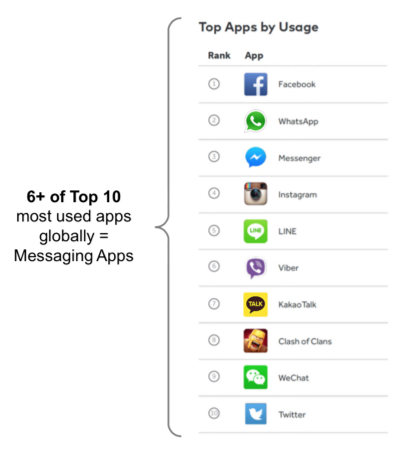 Top Apps by Usage
Rank App
1 Facebook
2 WhatsApp
3 Messenger
4 Instagram
5 LINE LINE
6 Viber
7 TALK KakaoTalk
8 Clash of Clans
9 WeChat
10 Twitter
6+ of Top 10
most used apps
globally =
Messaging Apps